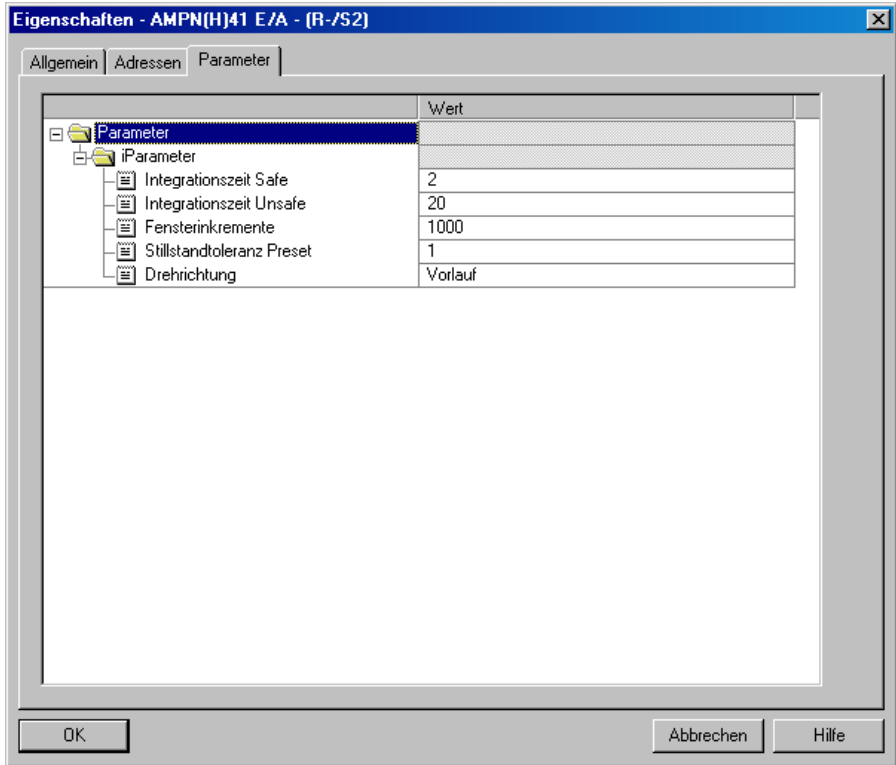 Eigenschaften - AMPN(H)41 E/A - (R-/S2)
Allgemein Adressen Parameter
Wert
Parameter
iParameter
Integrationszeit Safe 2
Integrationszeit Unsafe 20
Fensterinkremente 1000
Stillstandtoleranz Preset 1
Drehrichtung Vorlauf
OK Abbrechen Hilfe